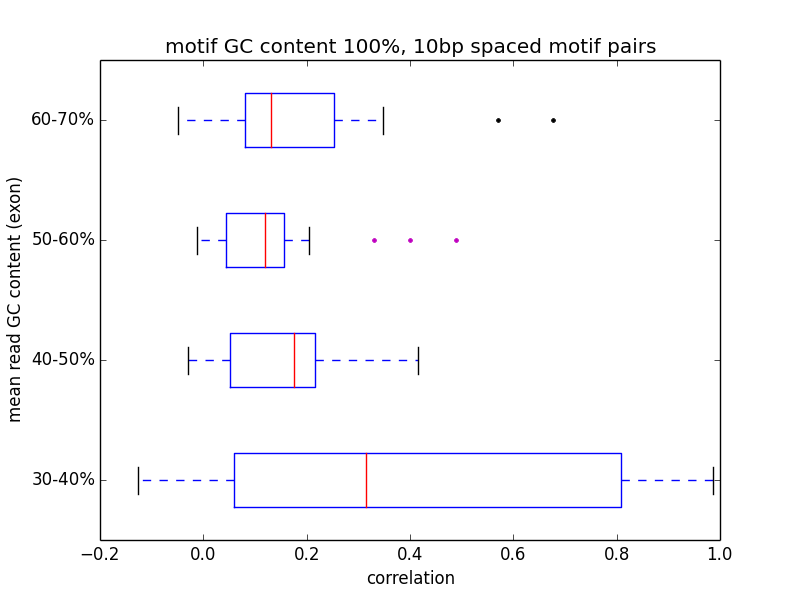 motif GC content 100%, 10bp spaced motif pairs
mean read GC content (exon)
60-70%
50-60%
40-50%
30-40%
−0.2 0.0 0.2 0.4 0.6 0.8 1.0
correlation